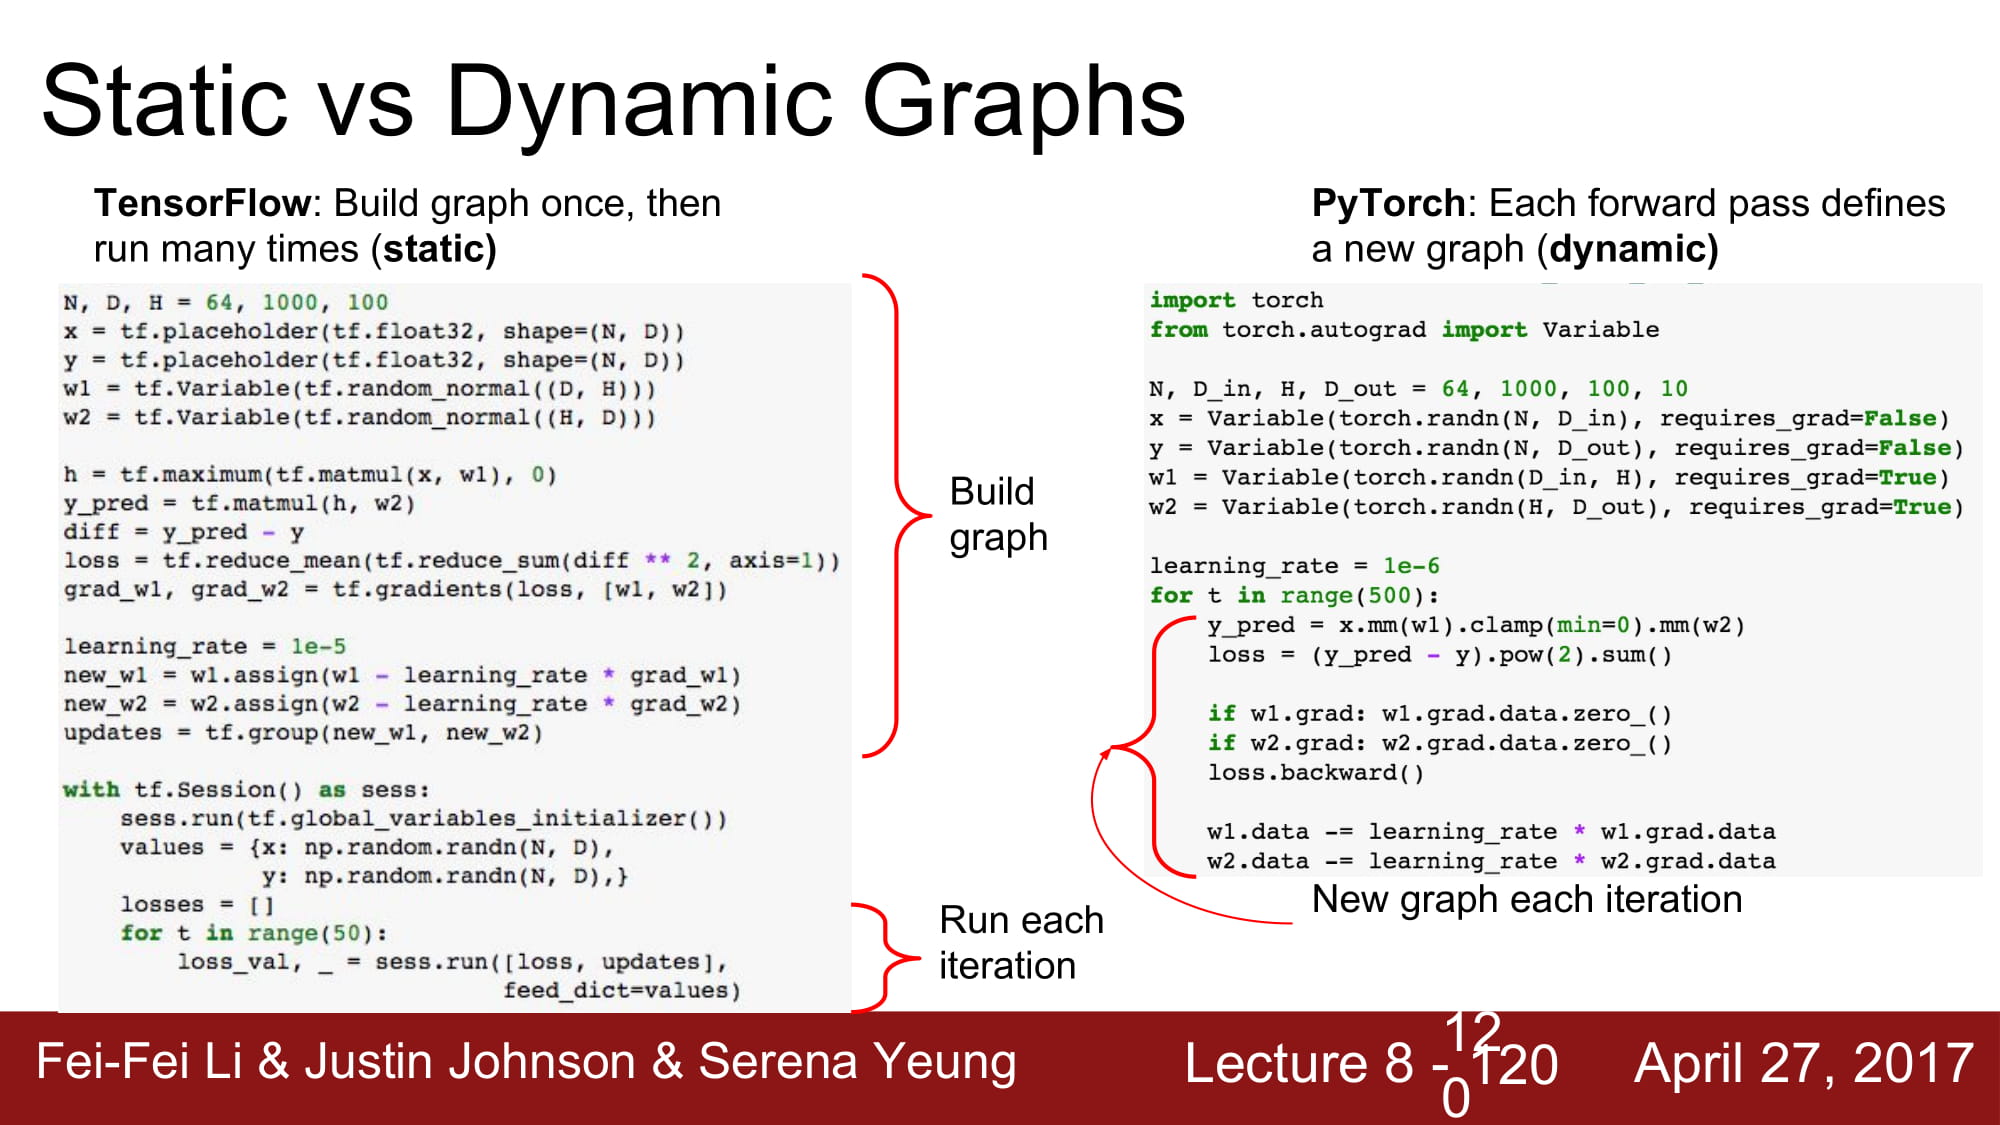 Static vs Dynamic Graphs
TensorFlow: Build graph once, then
run many times (static)
N, D, H = 64, 1000, 100
x = tf.placeholder(tf.float32, shape=(N, D))
y = tf.placeholder(tf.float32, shape=(N, D))
w1 = tf.Variable(tf.random_normal((D, H)))
w2 = tf.Variable(tf.random_normal((H, D)))
h = tf.maximum(tf.matmul(x, w1), 0)
y_pred = tf.matmul(h, w2)
diff = y_pred - y
loss = tf.reduce_mean(tf.reduce_sum(diff ** 2, axis=1))
grad_w1, grad_w2 = tf.gradients(loss, [w1, w2])
learning_rate = 1e-5
new_w1 = w1.assign(w1 - learning_rate * grad_w1)
new_w2 = w2.assign(w2 - learning_rate * grad_w2)
updates = tf.group(new_w1, new_w2)
with tf.Session() as sess:
    sess.run(tf.global_variables_initializer())
    values = {x: np.random.randn(N, D),
              y: np.random.randn(N, D),}
    losses = []
    for t in range(50):
        loss_val, _ = sess.run([loss, updates],
                               feed_dict=values)
Build
graph
Run each
iteration
PyTorch: Each forward pass defines
a new graph (dynamic)
import torch
from torch.autograd import Variable
N, D_in, H, D_out = 64, 1000, 100, 10
x = Variable(torch.randn(N, D_in), requires_grad=False)
y = Variable(torch.randn(N, D_out), requires_grad=False)
w1 = Variable(torch.randn(D_in, H), requires_grad=True)
w2 = Variable(torch.randn(H, D_out), requires_grad=True)
learning_rate = 1e-6
for t in range(500):
    y_pred = x.mm(w1).clamp(min=0).mm(w2)
    loss = (y_pred - y).pow(2).sum()
    if w1.grad: w1.grad.data.zero_()
    if w2.grad: w2.grad.data.zero_()
    loss.backward()
    w1.data -= learning_rate * w1.grad.data
    w2.data -= learning_rate * w2.grad.data
New graph each iteration
Fei-Fei Li & Justin Johnson & Serena Yeung
Lecture 8 - 120
12
0
April 27, 2017